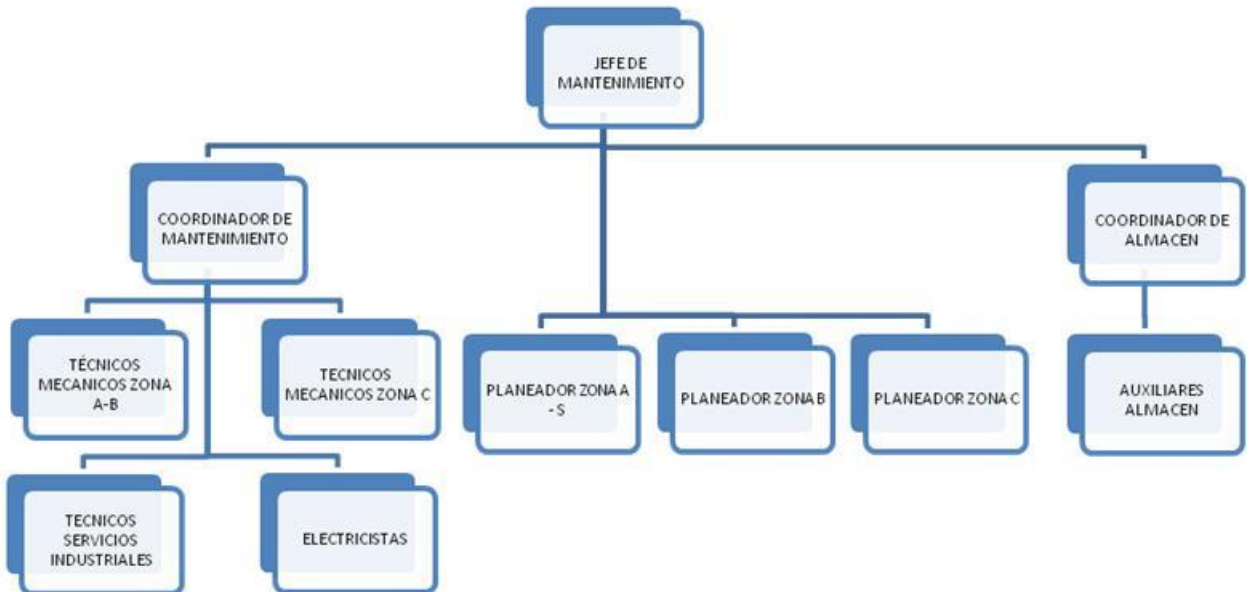 JEFE DE
MANTENIMIENTO
COORDINADOR DE
MANTENIMIENTO
COORDINADOR DE
ALMACEN
TÉCNICOS
MECANICOS ZONA
A-B
TECNICOS
MECANICOS ZONA C
PLANEADOR ZONA A
- S
PLANEADOR ZONA B
PLANEADOR ZONA C
AUXILIARES
ALMACEN
TECNICOS
SERVICIOS
INDUSTRIALES
ELECTRICISTAS